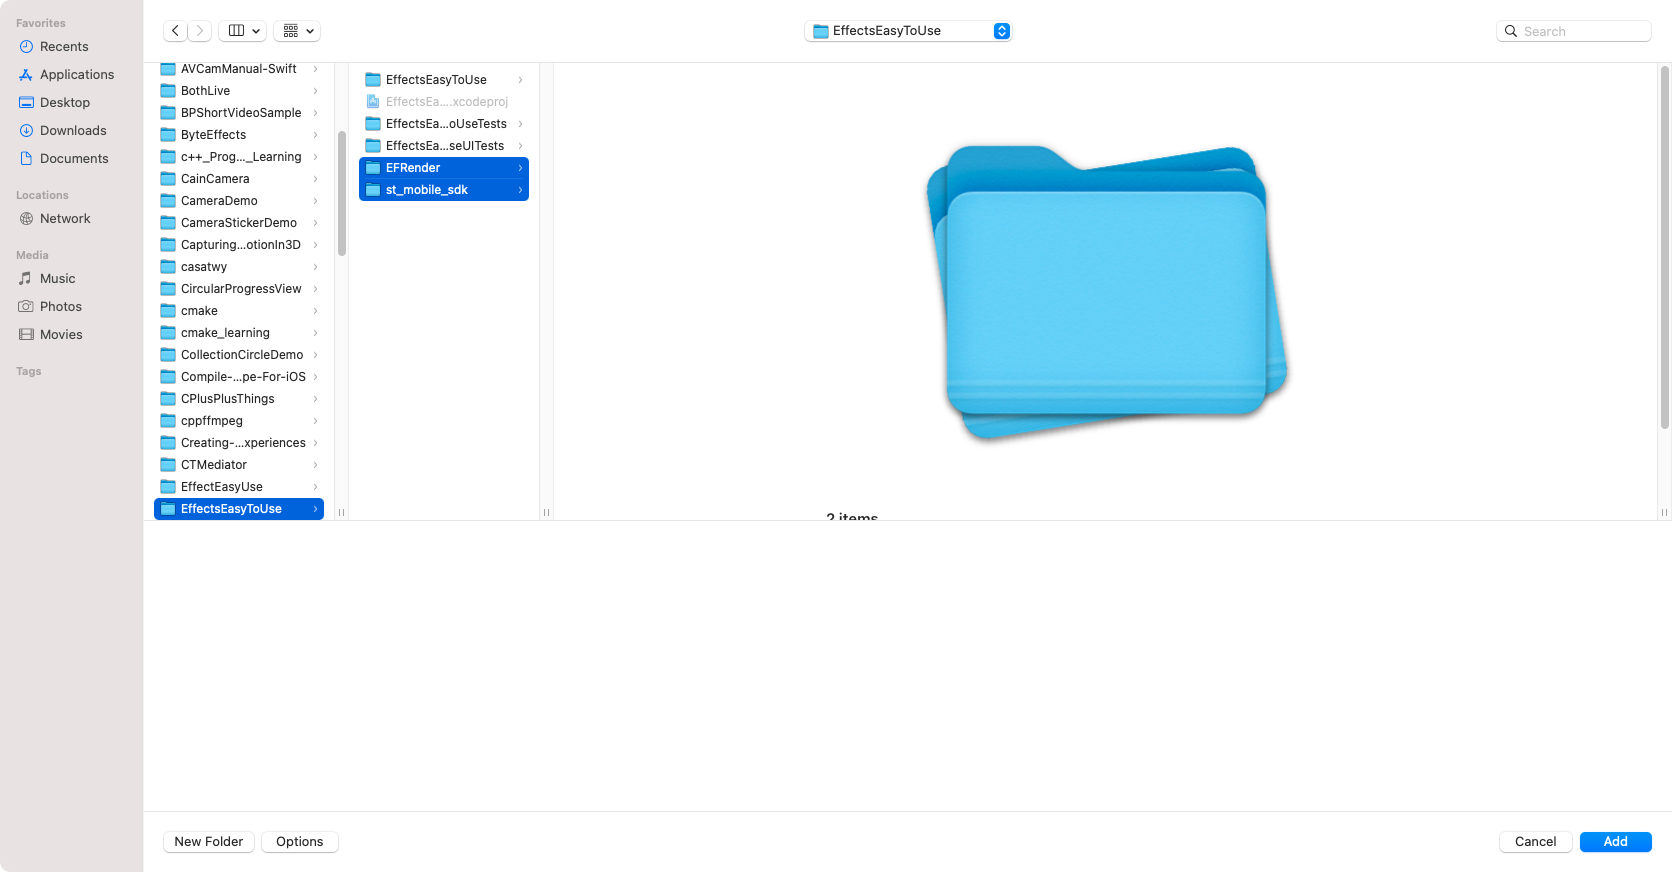 Favorites
Recents
Applications
Desktop
Downloads
Documents
Locations
Network
Media
Music
Photos
Movies
Tags
EffectsEasyToUse
Search
AVCamManual-Swift
BothLive
BPShortVideoSample
ByteEffects
c++_Prog..._Learning
CainCamera
CameraDemo
CameraStickerDemo
Capturing...otionIn3D
casatwy
CircularProgressView
cmake
cmake_learning
CollectionCircleDemo
Compile-...pe-For-iOS
CPlusPlusThings
cppffmpeg
Creating-...xperiences
CTMediator
EffectEasyUse
EffectsEasyToUse
EffectsEasyToUse
EffectsEa....xcodeproj
EffectsEa...oUseTests
EffectsEa...seUITests
EFRender
st_mobile_sdk
2 items
New Folder
Options
Cancel
Add